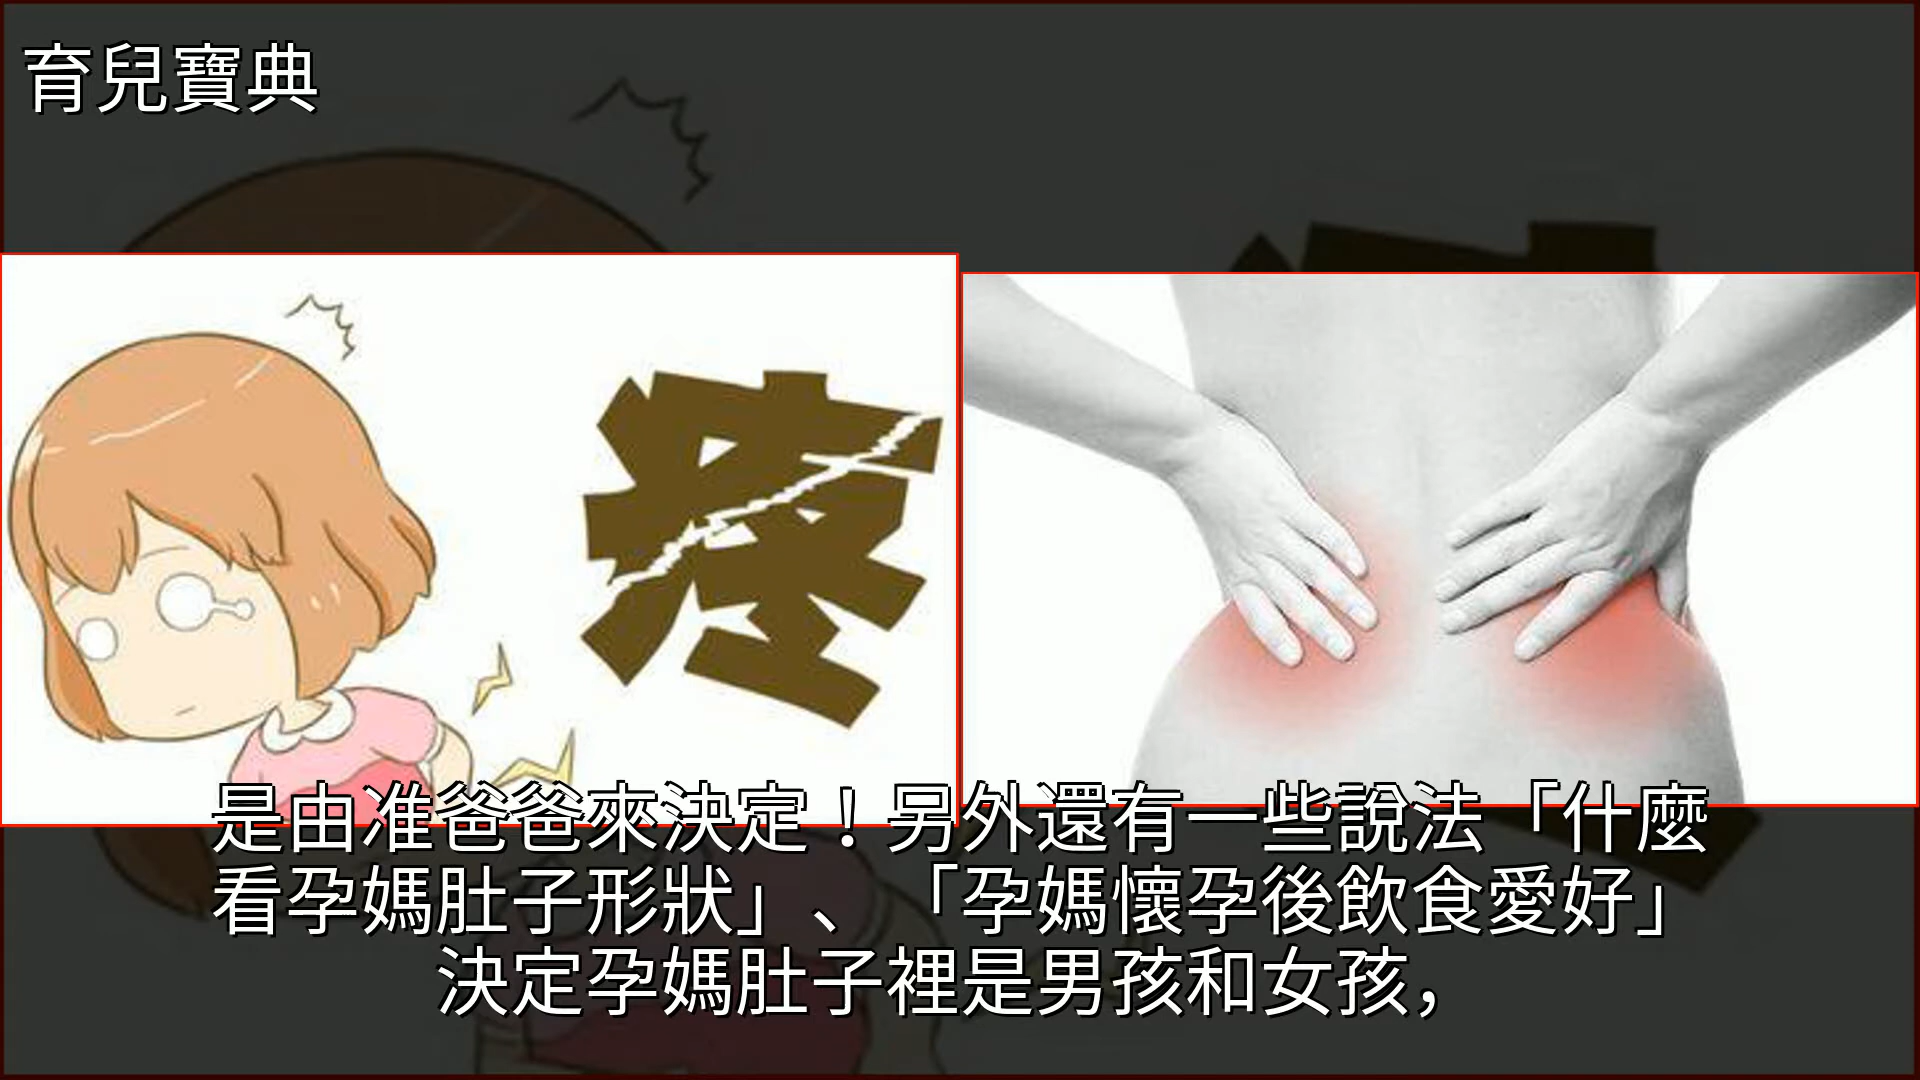 育兒寶典
疼
是由准爸爸來決定！另外還有一些說法「什麼
看孕媽肚子形狀」、「孕媽懷孕後飲食愛好」
決定孕媽肚子裡是男孩和女孩，